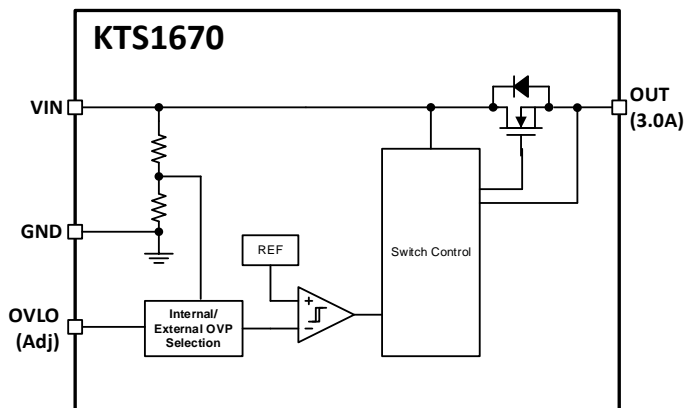 KTS1670
VIN
OUT
(3.0A)
GND
REF
Switch Control
+
−
OVLO
(Adj)
Internal/
External OVP
Selection